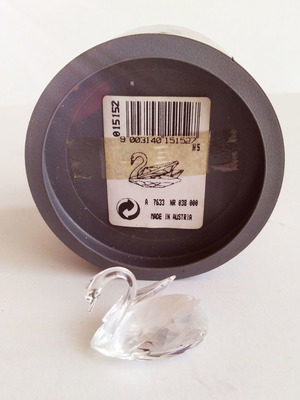 015152
9 003140 151527
HS
A 7633 NR 038 000
MADE IN AUSTRIA